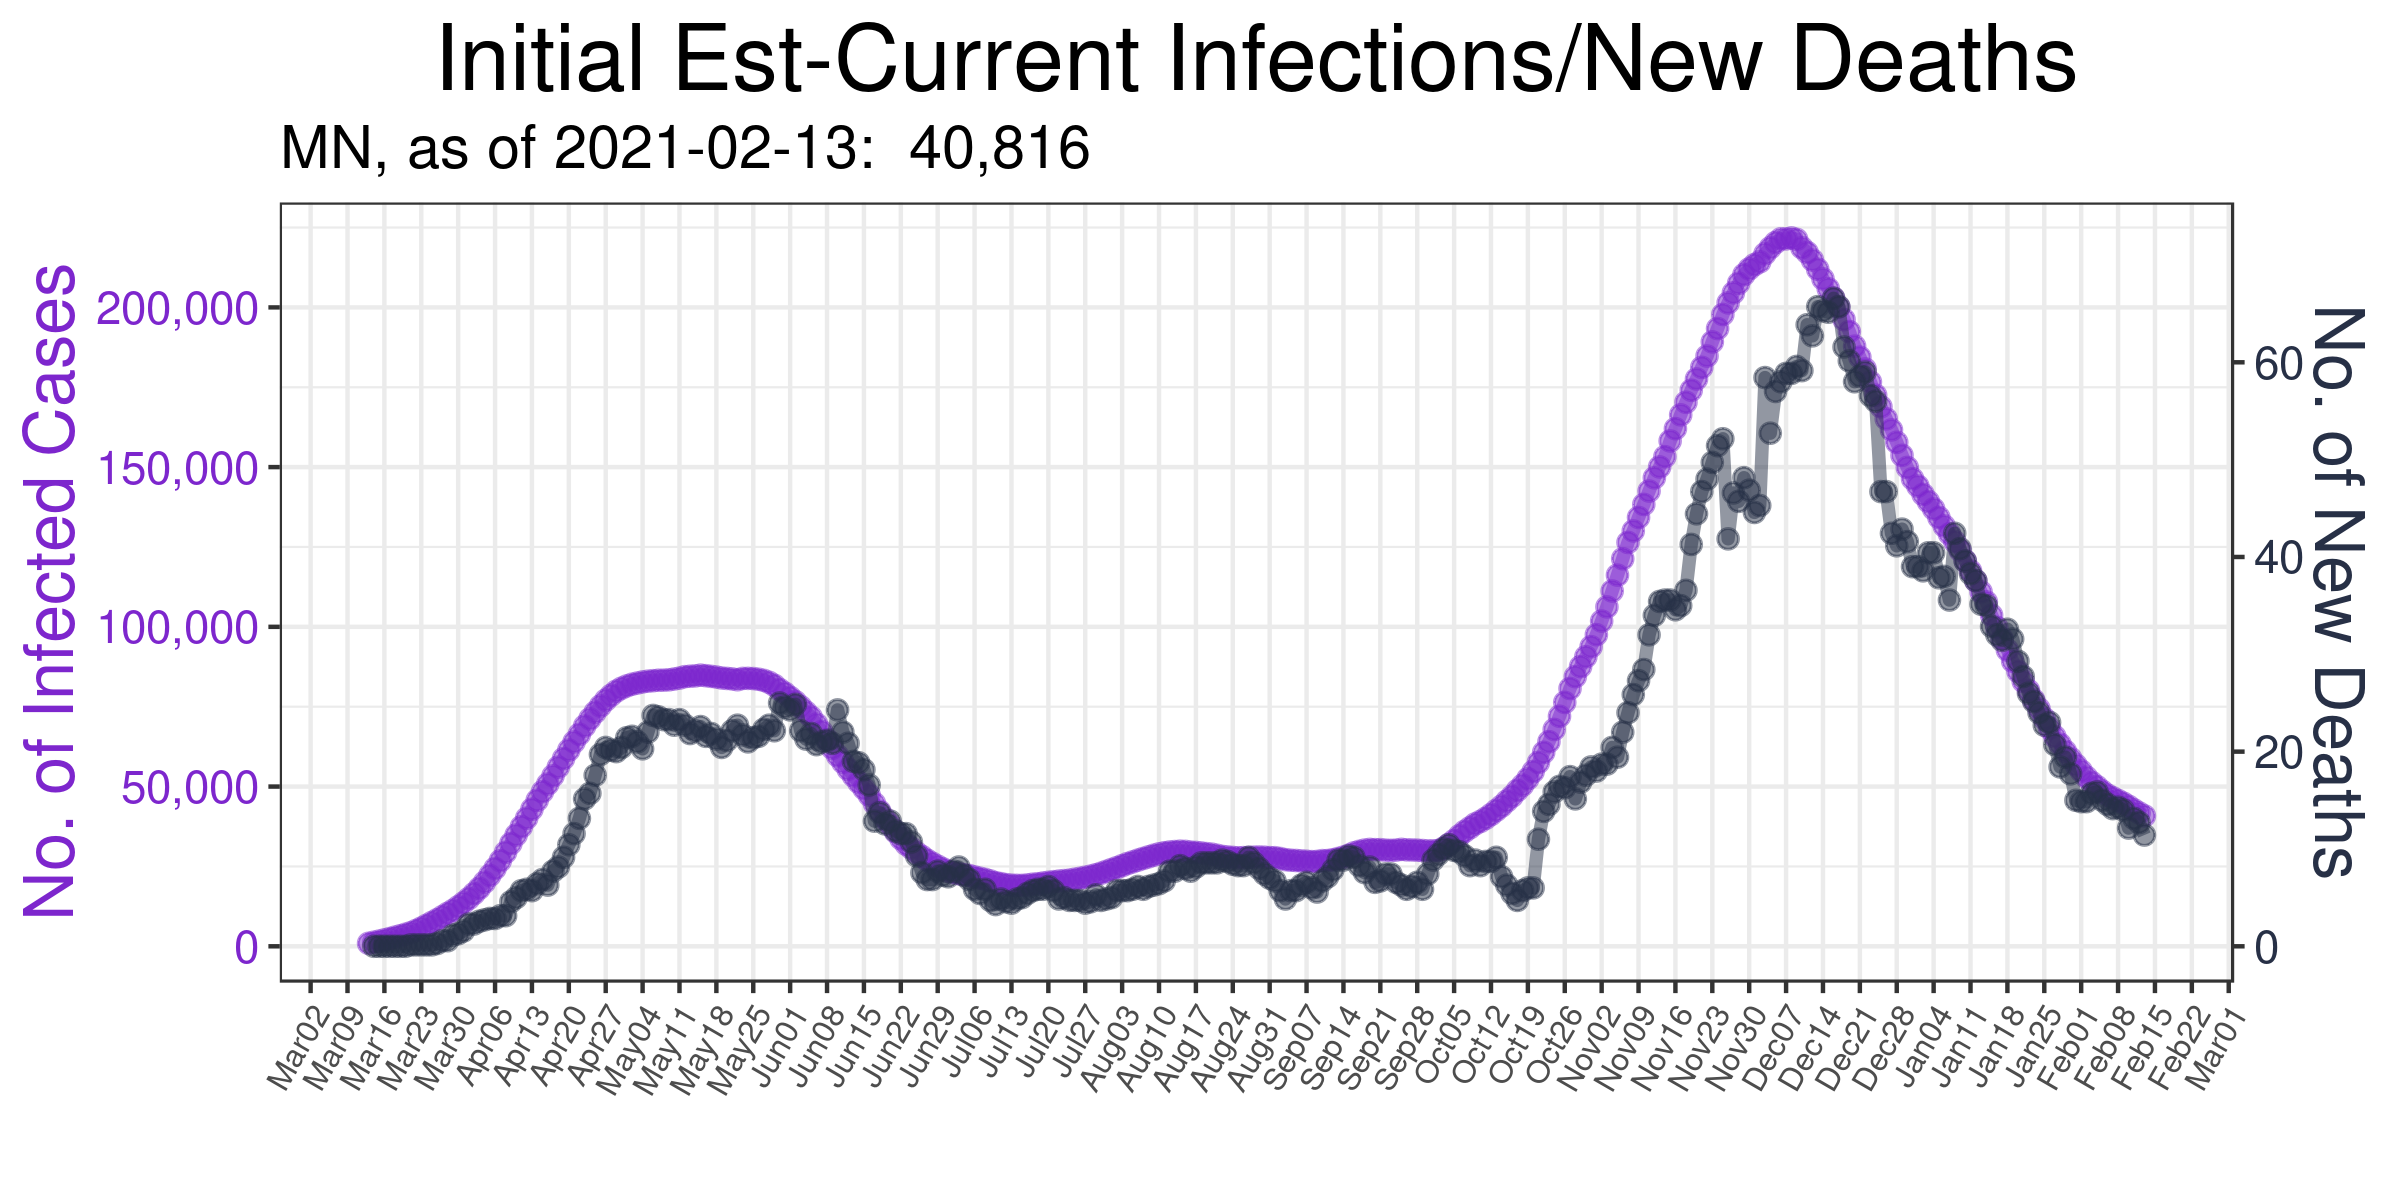 Initial Est-Current Infections/New Deaths
MN, as of 2021-02-13:  40,816
No. of Infected Cases
200,000
150,000
100,000
50,000
0
No. of New Deaths
60
40
20
0
Mar02
Mar09
Mar16
Mar23
Mar30
Apr06
Apr13
Apr20
Apr27
May04
May11
May18
May25
Jun01
Jun08
Jun15
Jun22
Jun29
Jul06
Jul13
Jul20
Jul27
Aug03
Aug10
Aug17
Aug24
Aug31
Sep07
Sep14
Sep21
Sep28
Oct05
Oct12
Oct19
Oct26
Nov02
Nov09
Nov16
Nov23
Nov30
Dec07
Dec14
Dec21
Dec28
Jan04
Jan11
Jan18
Jan25
Feb01
Feb08
Feb15
Feb22
Mar01